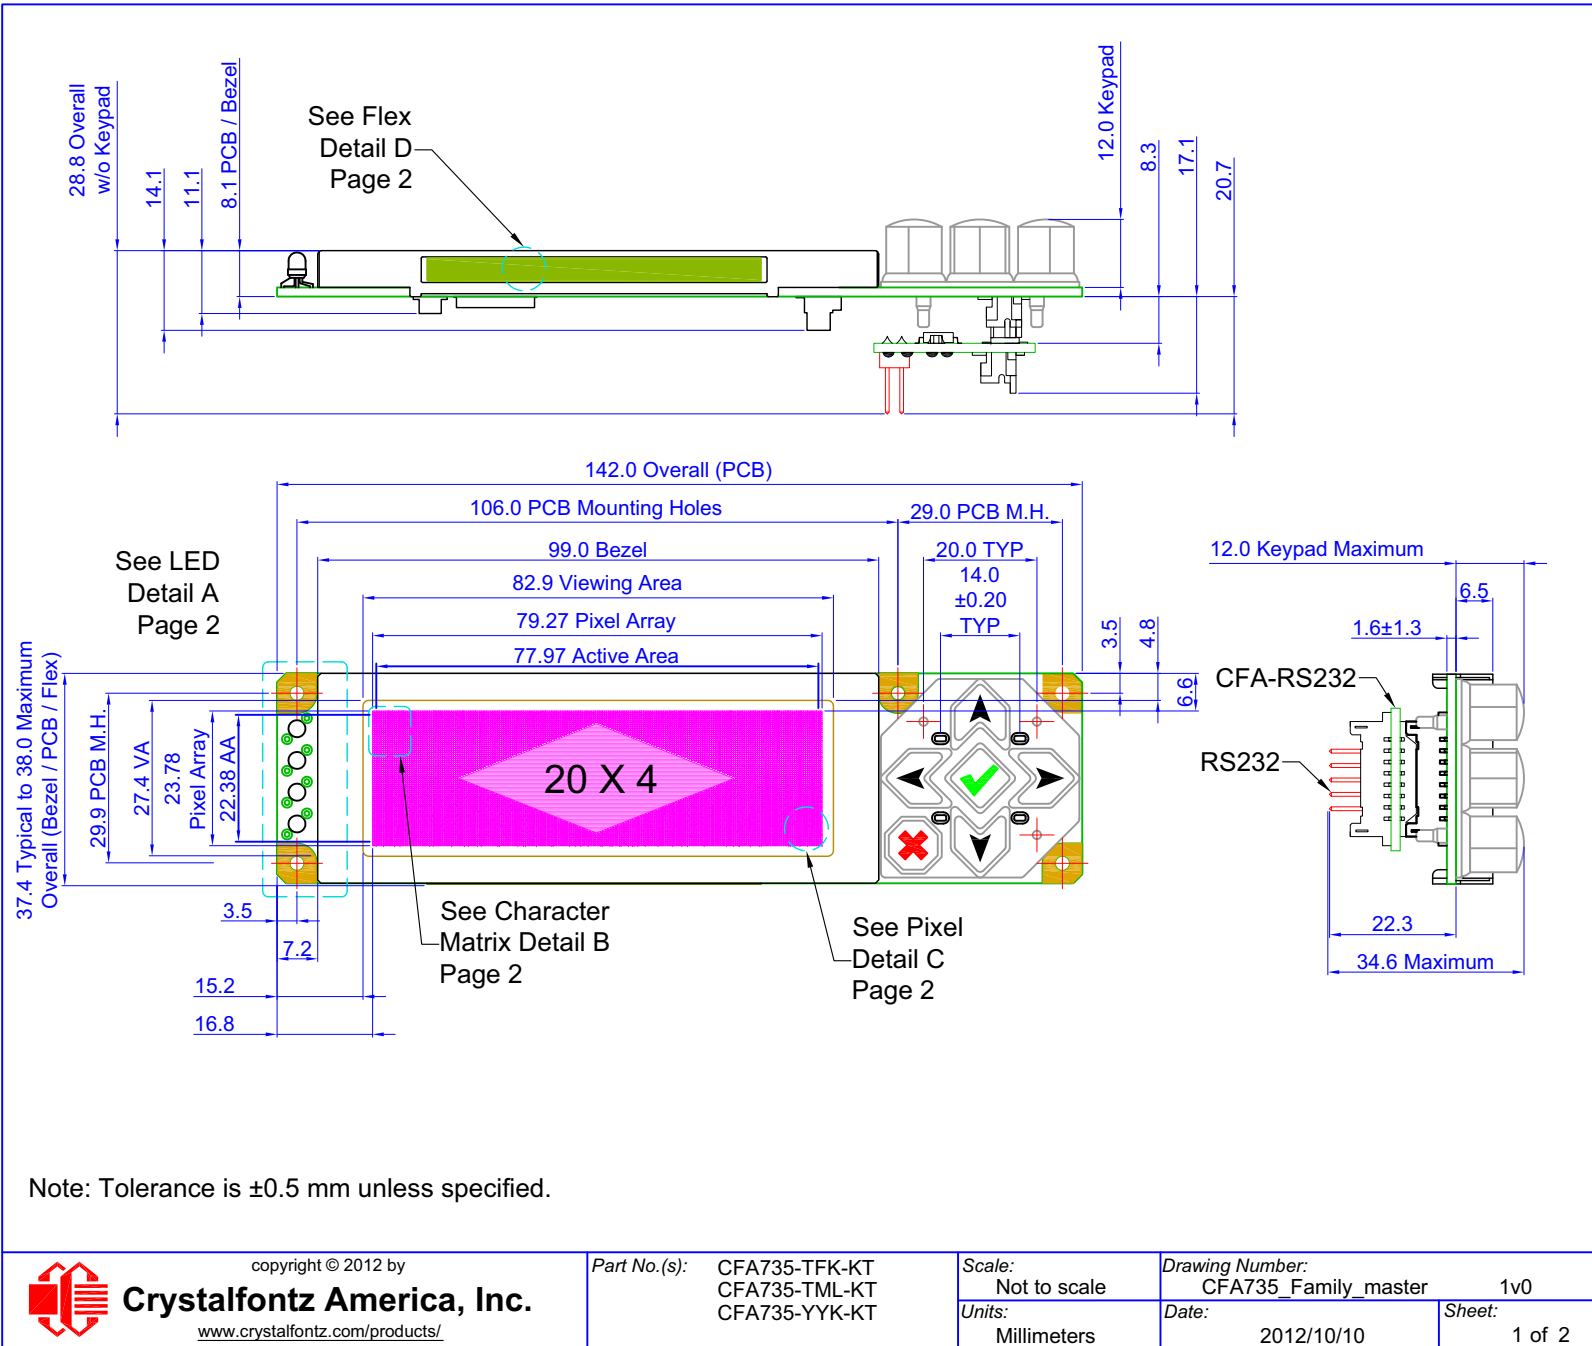 28.8 Overall
w/o Keypad
14.1
11.1
8.1 PCB / Bezel
See Flex
Detail D
Page 2
12.0 Keypad
8.3
17.1
20.7
142.0 Overall (PCB)
106.0 PCB Mounting Holes
29.0 PCB M.H.
99.0 Bezel
20.0 TYP
82.9 Viewing Area
14.0
±0.20
TYP
79.27 Pixel Array
77.97 Active Area
3.5
4.8
6.6
See LED
Detail A
Page 2
37.4 Typical to 38.0 Maximum
Overall (Bezel / PCB / Flex)
29.9 PCB M.H.
27.4 VA
23.78
Pixel Array
22.38 AA
20 X 4
3.5
7.2
15.2
16.8
See Character
Matrix Detail B
Page 2
See Pixel
Detail C
Page 2
12.0 Keypad Maximum
6.5
1.6±1.3
CFA-RS232
RS232
22.3
34.6 Maximum
Note: Tolerance is ±0.5 mm unless specified.
copyright © 2012 by
Crystalfontz America, Inc.
www.crystalfontz.com/products/
Part No.(s):
CFA735-TFK-KT
CFA735-TML-KT
CFA735-YYK-KT
Scale:
Not to scale
Units:
Millimeters
Drawing Number:
CFA735_Family_master 1v0
Date:
2012/10/10
Sheet:
1 of 2